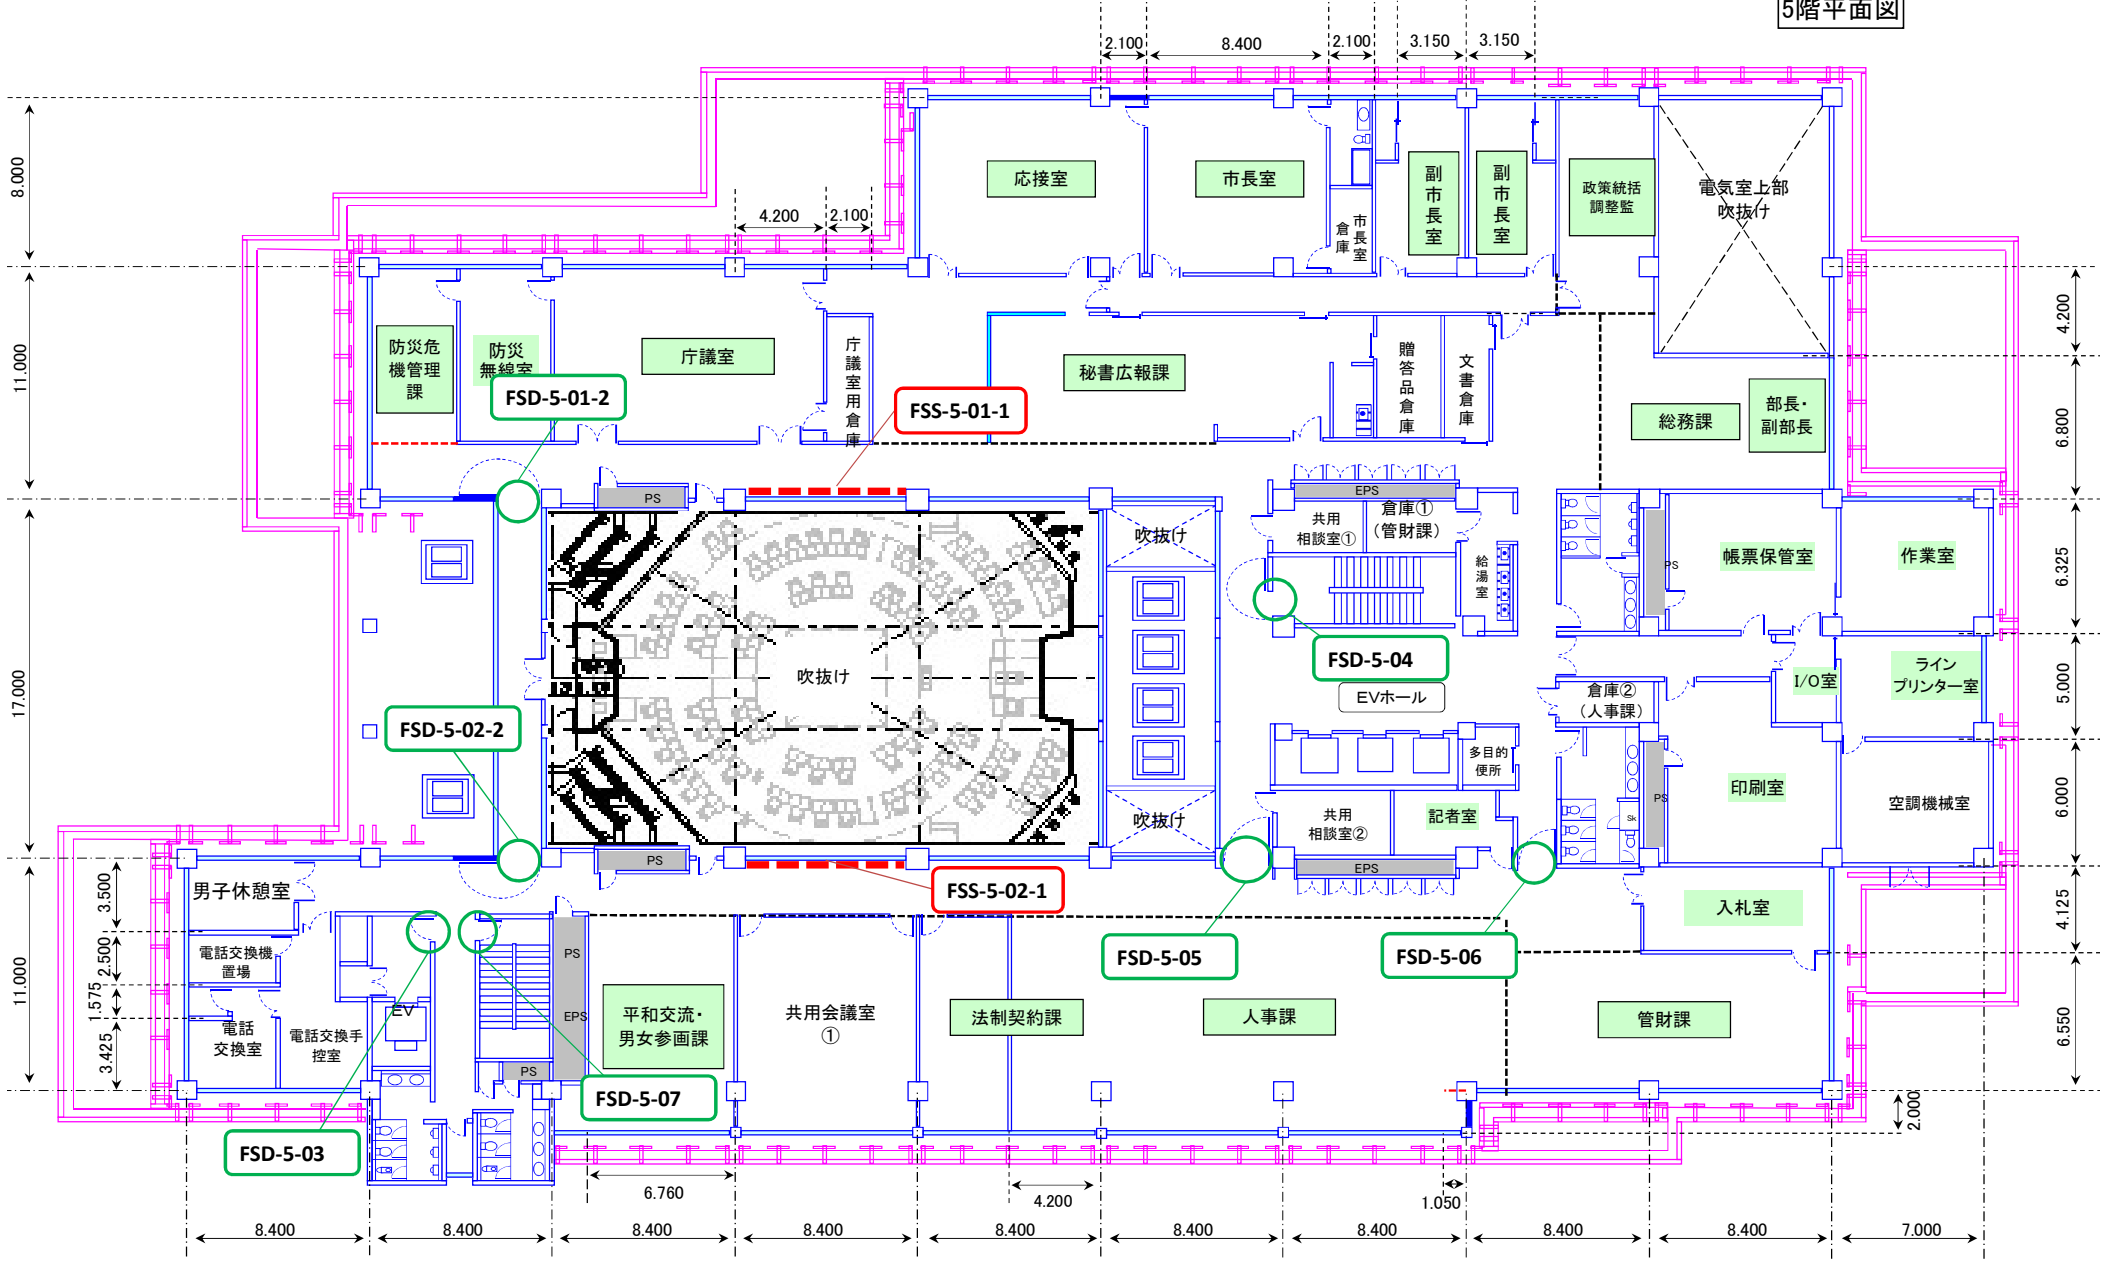 5階平面図
2.100
8.400
2.100
3.150
3.150
8.000
4.200
2.100
応接室
市長室
市長室
倉庫
副市長室
副市長室
政策統括
調整監
電気室上部
吹抜け
11.000
4.200
防災危
機管理
課
防災
無線室
庁議室
庁議室用倉庫
秘書広報課
贈答品倉庫
文書倉庫
総務課
部長・
副部長
6.800
FSD-5-01-2
FSS-5-01-1
PS
EPS
共用
相談室①
倉庫①
(管財課)
吹抜け
給湯室
PS
帳票保管室
作業室
6.325
17.000
吹抜け
FSD-5-04
EVホール
倉庫②
(人事課)
I/O室
ライン
プリンター室
5.000
FSD-5-02-2
多目的
便所
吹抜け
共用
相談室②
記者室
Sk
PS
印刷室
空調機械室
6.000
PS
EPS
FSS-5-02-1
3.500
男子休憩室
入札室
4.125
2.500
電話交換機
置場
PS
FSD-5-05
FSD-5-06
11.000
1.575
電話
交換室
電話交換手
控室
EV
EPS
平和交流・
男女参画課
共用会議室
①
法制契約課
人事課
管財課
6.550
3.425
PS
FSD-5-07
2.000
FSD-5-03
6.760
4.200
1.050
8.400
8.400
8.400
8.400
8.400
8.400
8.400
8.400
8.400
7.000